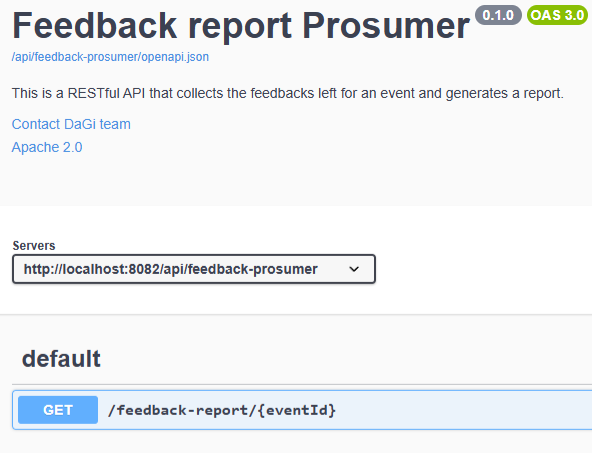 Feedback report Prosumer 0.1.0 OAS 3.0
/api/feedback-prosumer/openapi.json
This is a RESTful API that collects the feedbacks left for an event and generates a report.
Contact DaGi team
Apache 2.0
Servers
http://localhost:8082/api/feedback-prosumer
default
GET /feedback-report/{eventId}